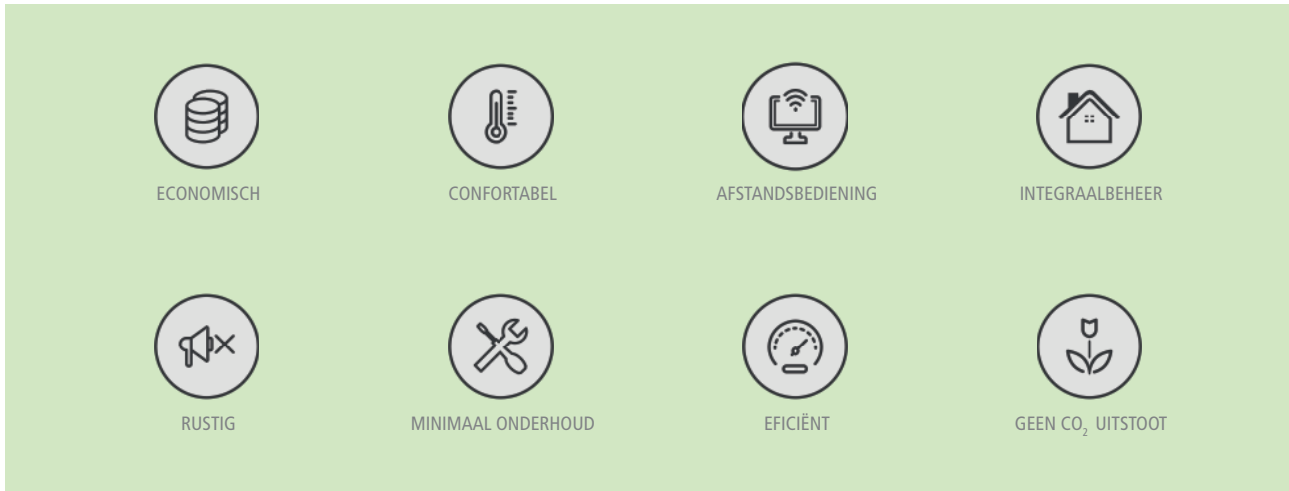 ECONOMISCH
CONFORTABEL
AFSTANDSBEDIENING
INTEGRAALBEHEER
RUSTIG
MINIMAAL ONDERHOUD
EFICIËNT
GEEN CO₂ UITSTOOT